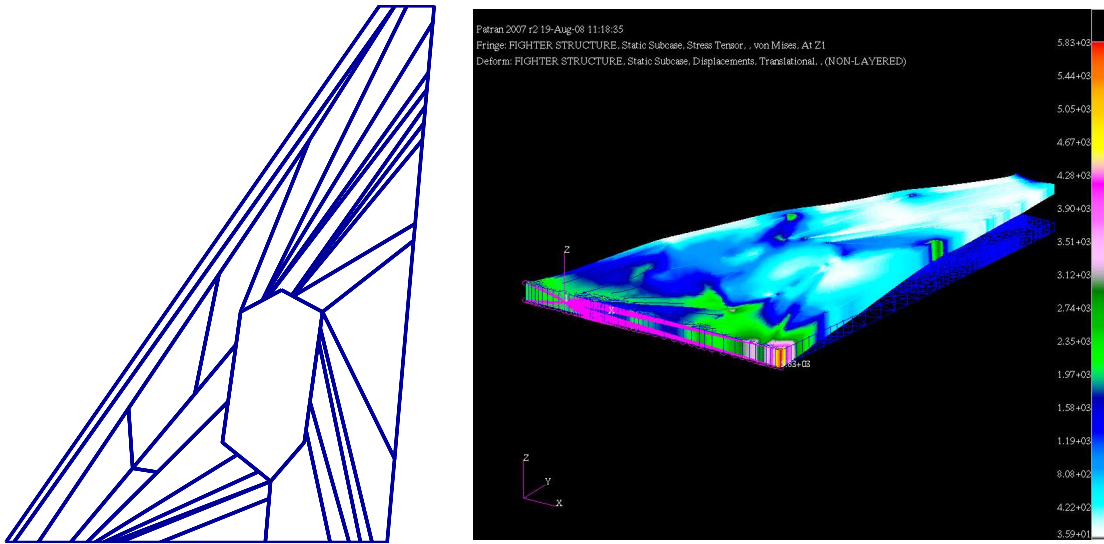 Patran 2007 r2 19-Aug-08 11:18:35
Fringe: FIGHTER STRUCTURE, Static Subcase, Stress Tensor, , von Mises, At Z1
Deform: FIGHTER STRUCTURE, Static Subcase, Displacements, Translational, , (NON-LAYERED)
5.83+03
5.44+03
5.05+03
4.67+03
4.28+03
3.90+03
3.51+03
3.12+03
2.74+03
2.35+03
1.97+03
1.58+03
1.19+03
8.08+02
4.22+02
3.59+01
Z
X
5.83+03
Z
Y
X